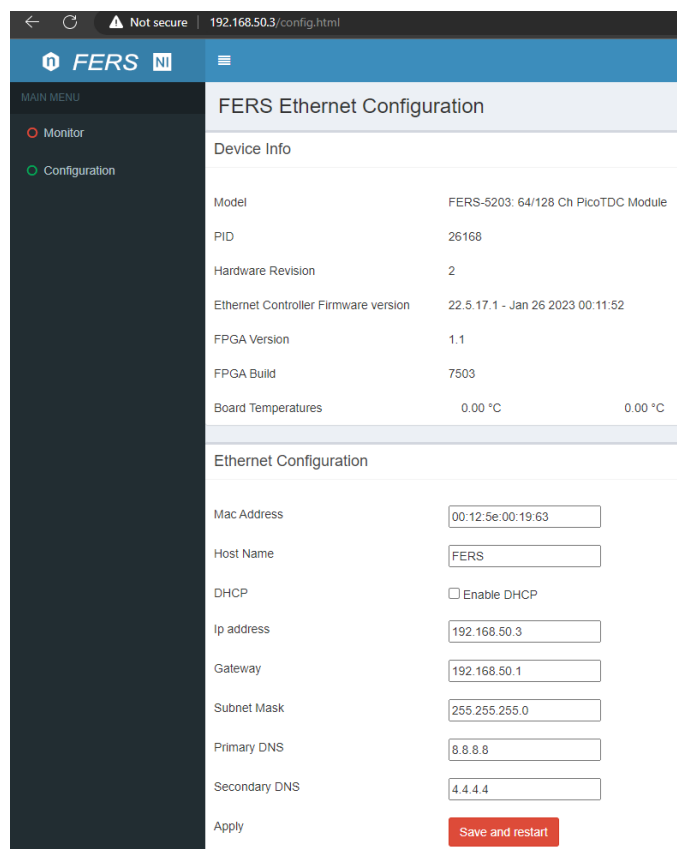 Not secure 192.168.50.3/config.html
n FERS NI
MAIN MENU
Monitor
Configuration
FERS Ethernet Configuration
Device Info
Model FERS-5203: 64/128 Ch PicoTDC Module
PID 26168
Hardware Revision 2
Ethernet Controller Firmware version 22.5.17.1 - Jan 26 2023 00:11:52
FPGA Version 1.1
FPGA Build 7503
Board Temperatures 0.00 °C 0.00 °C
Ethernet Configuration
Mac Address 00:12:5e:00:19:63
Host Name FERS
DHCP Enable DHCP
Ip address 192.168.50.3
Gateway 192.168.50.1
Subnet Mask 255.255.255.0
Primary DNS 8.8.8.8
Secondary DNS 4.4.4.4
Apply Save and restart